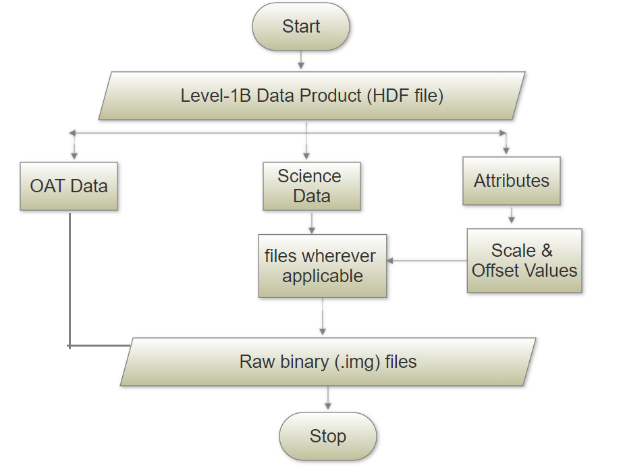 Start
Level-1B Data Product (HDF file)
OAT Data
Science
Data
Attributes
files wherever
applicable
Scale &
Offset Values
Raw binary (.img) files
Stop